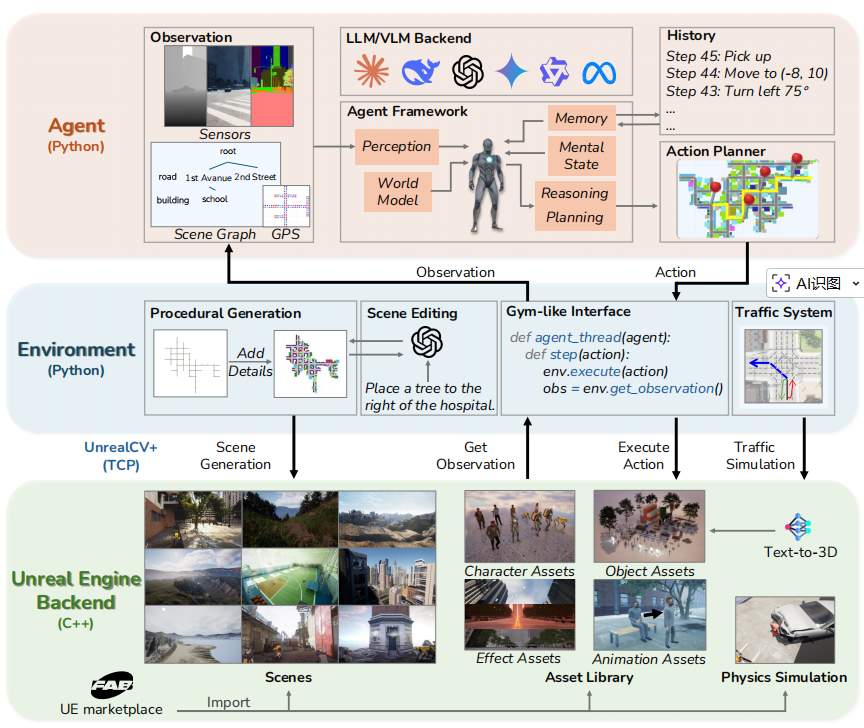 Observation
Sensors
root
road
1st Avanue
2nd Street
building
school
Scene Graph
GPS
Agent
(Python)
LLM/VLM Backend
Agent Framework
Perception
World
Model
Memory
Mental
State
Reasoning
Planning
History
Step 45: Pick up
Step 44: Move to (-8, 10)
Step 43: Turn left 75°
...
...
Action Planner
Observation
Action
AI识图
Environment
(Python)
Procedural Generation
Add
Details
Scene Editing
Place a tree to the
right of the hospital.
Gym-like Interface
def agent_thread(agent):
def step(action):
env.execute(action)
obs = env.get_observation()
Traffic System
UnrealCV+
(TCP)
Scene
Generation
Get
Observation
Execute
Action
Traffic
Simulation
Unreal Engine
Backend
(C++)
Scenes
Character Assets
Object Assets
Effect Assets
Animation Assets
Asset Library
Text-to-3D
Physics Simulation
FAB
UE marketplace
Import